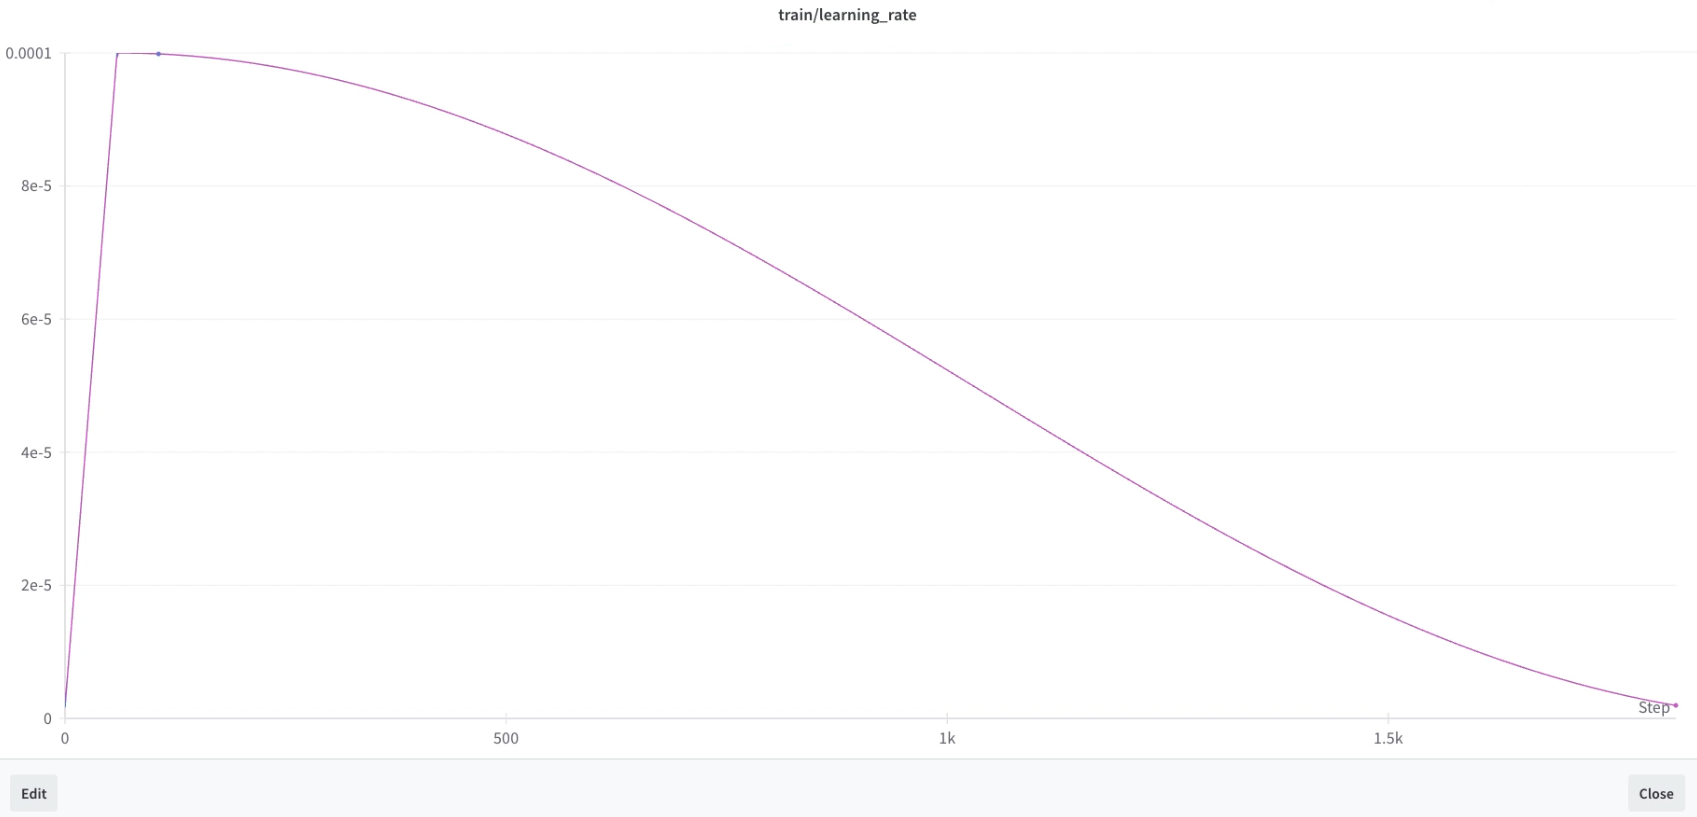 train/learning_rate
0.0001
8e-5
6e-5
4e-5
2e-5
0
Step
0 500 1k 1.5k
Edit Close